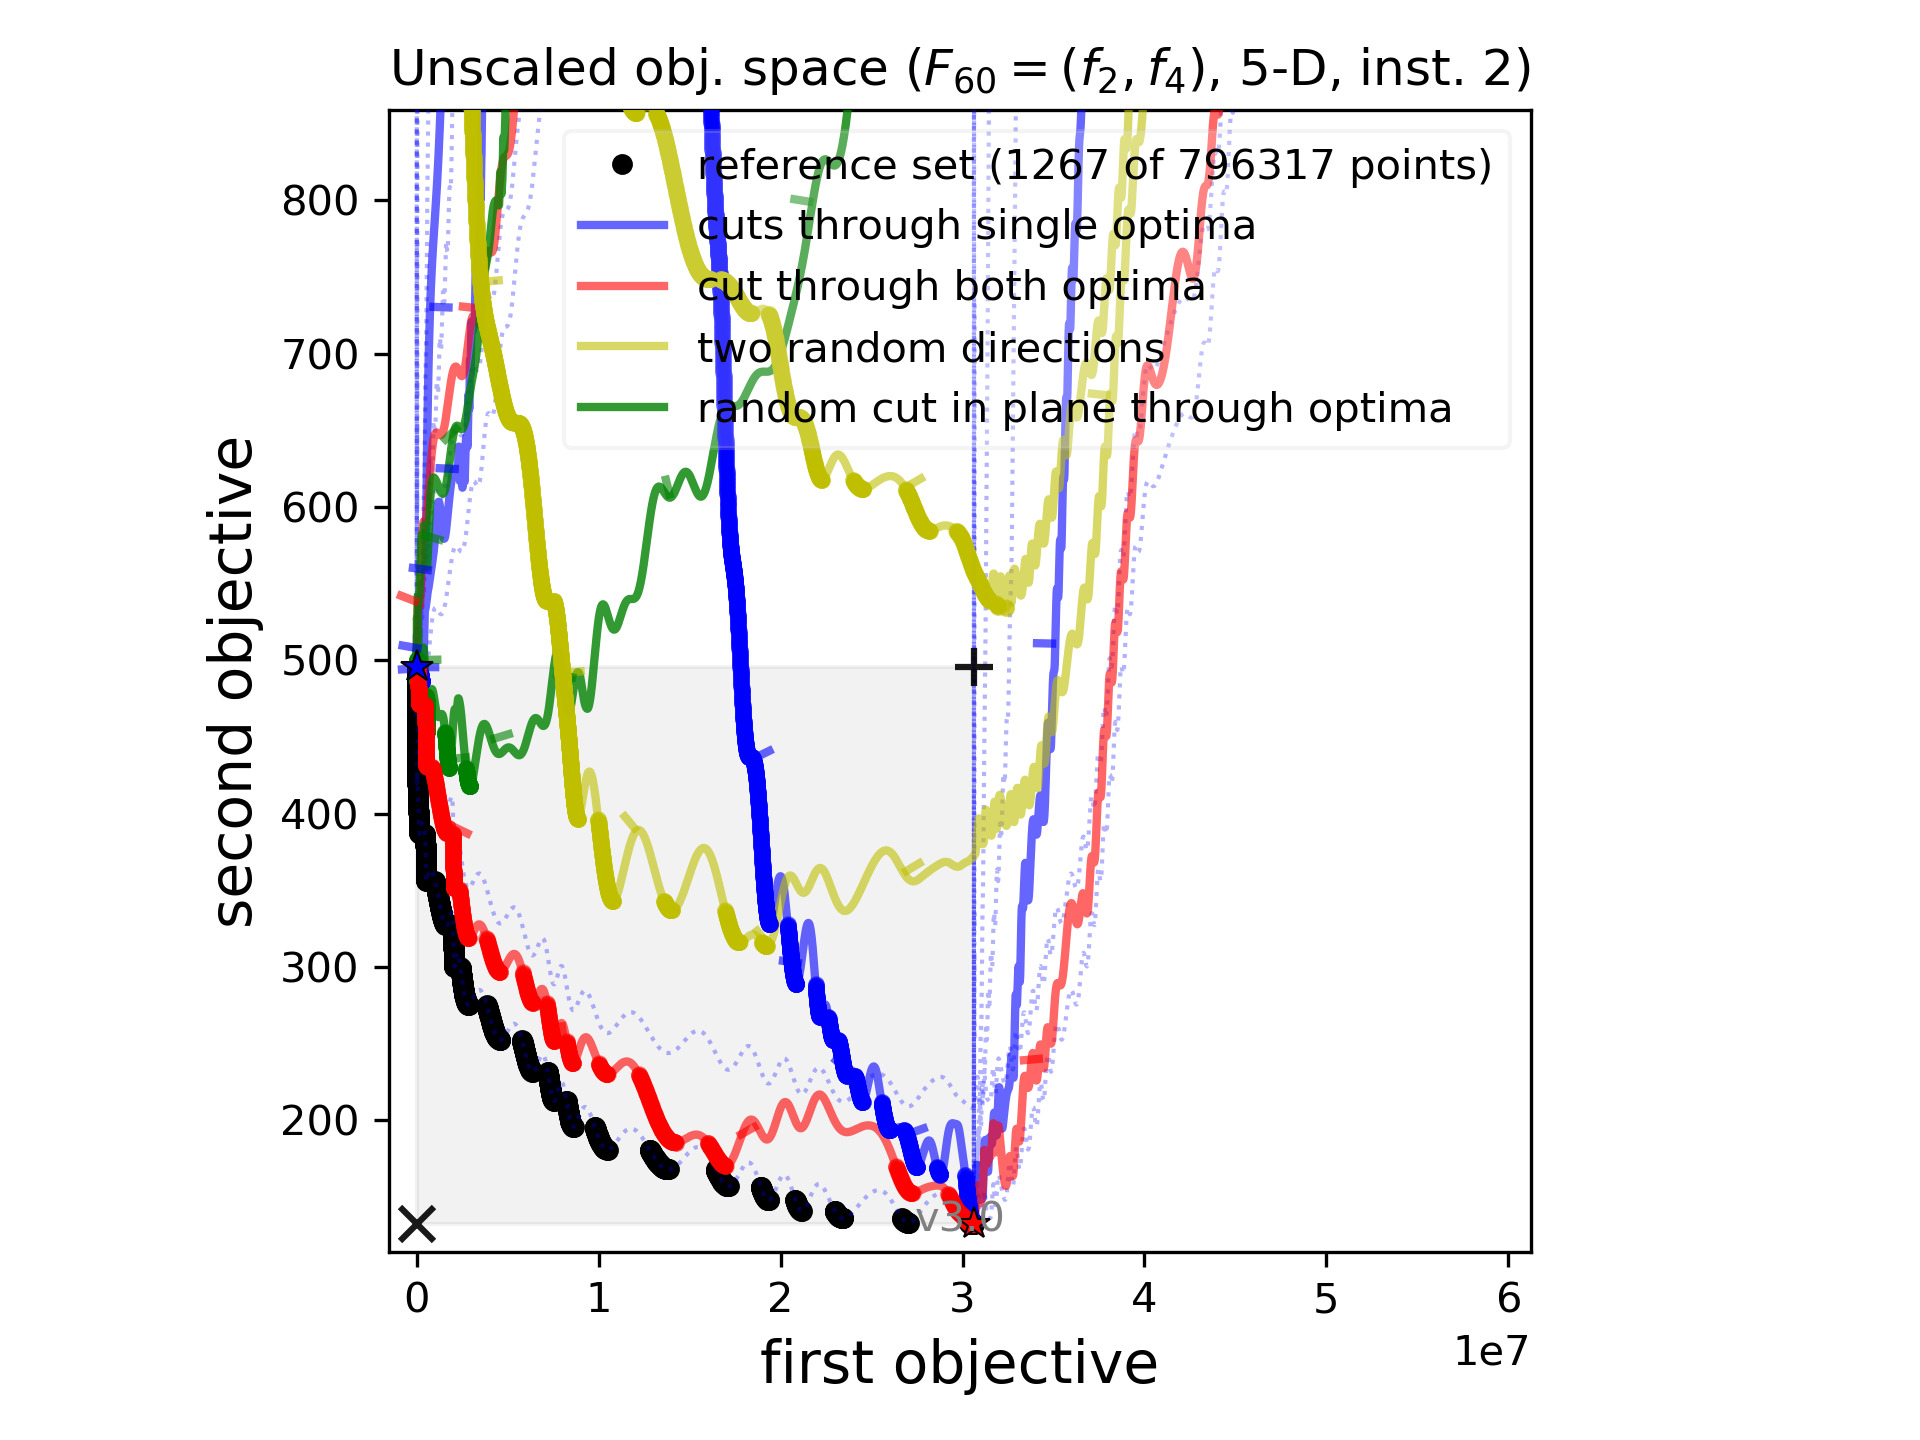 Unscaled obj. space (F₆₀ = (f₂, f₄), 5-D, inst. 2)
reference set (1267 of 796317 points)
cuts through single optima
cut through both optima
two random directions
random cut in plane through optima
second objective
800
700
600
500
400
300
200
v3.0
0 1 2 3 4 5 6
1e7
first objective